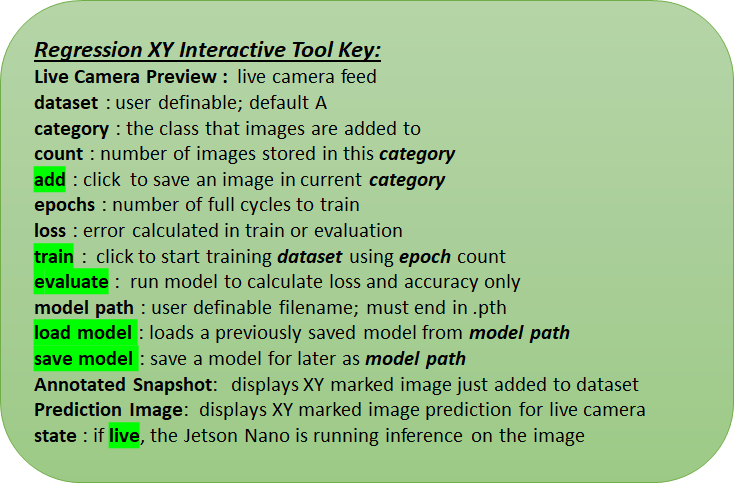 Regression XY Interactive Tool Key:
Live Camera Preview : live camera feed
dataset : user definable; default A
category : the class that images are added to
count : number of images stored in this category
add : click to save an image in current category
epochs : number of full cycles to train
loss : error calculated in train or evaluation
train : click to start training dataset using epoch count
evaluate : run model to calculate loss and accuracy only
model path : user definable filename; must end in .pth
load model : loads a previously saved model from model path
save model : save a model for later as model path
Annotated Snapshot: displays XY marked image just added to dataset
Prediction Image: displays XY marked image prediction for live camera
state : if live, the Jetson Nano is running inference on the image